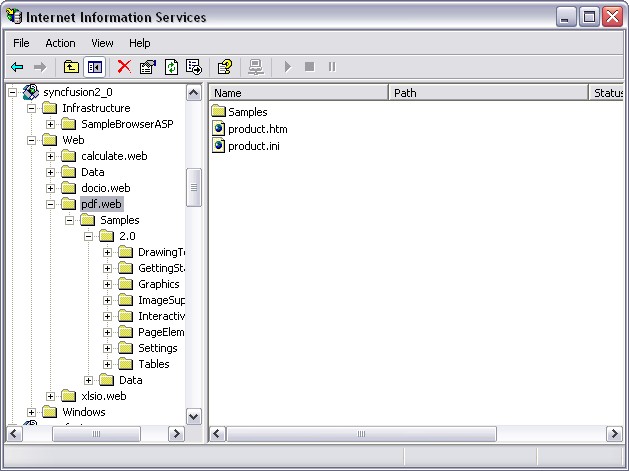 Internet Information Services
File Action View Help
syncfusion2_0
Infrastructure
SampleBrowserASP
Web
calculate.web
Data
docio.web
pdf.web
Samples
2.0
DrawingT
GettingSta
Graphics
ImageSup
Interactiv
PageElem
Settings
Tables
Data
xlsio.web
Windows
Name Path Status
Samples
product.htm
product.ini